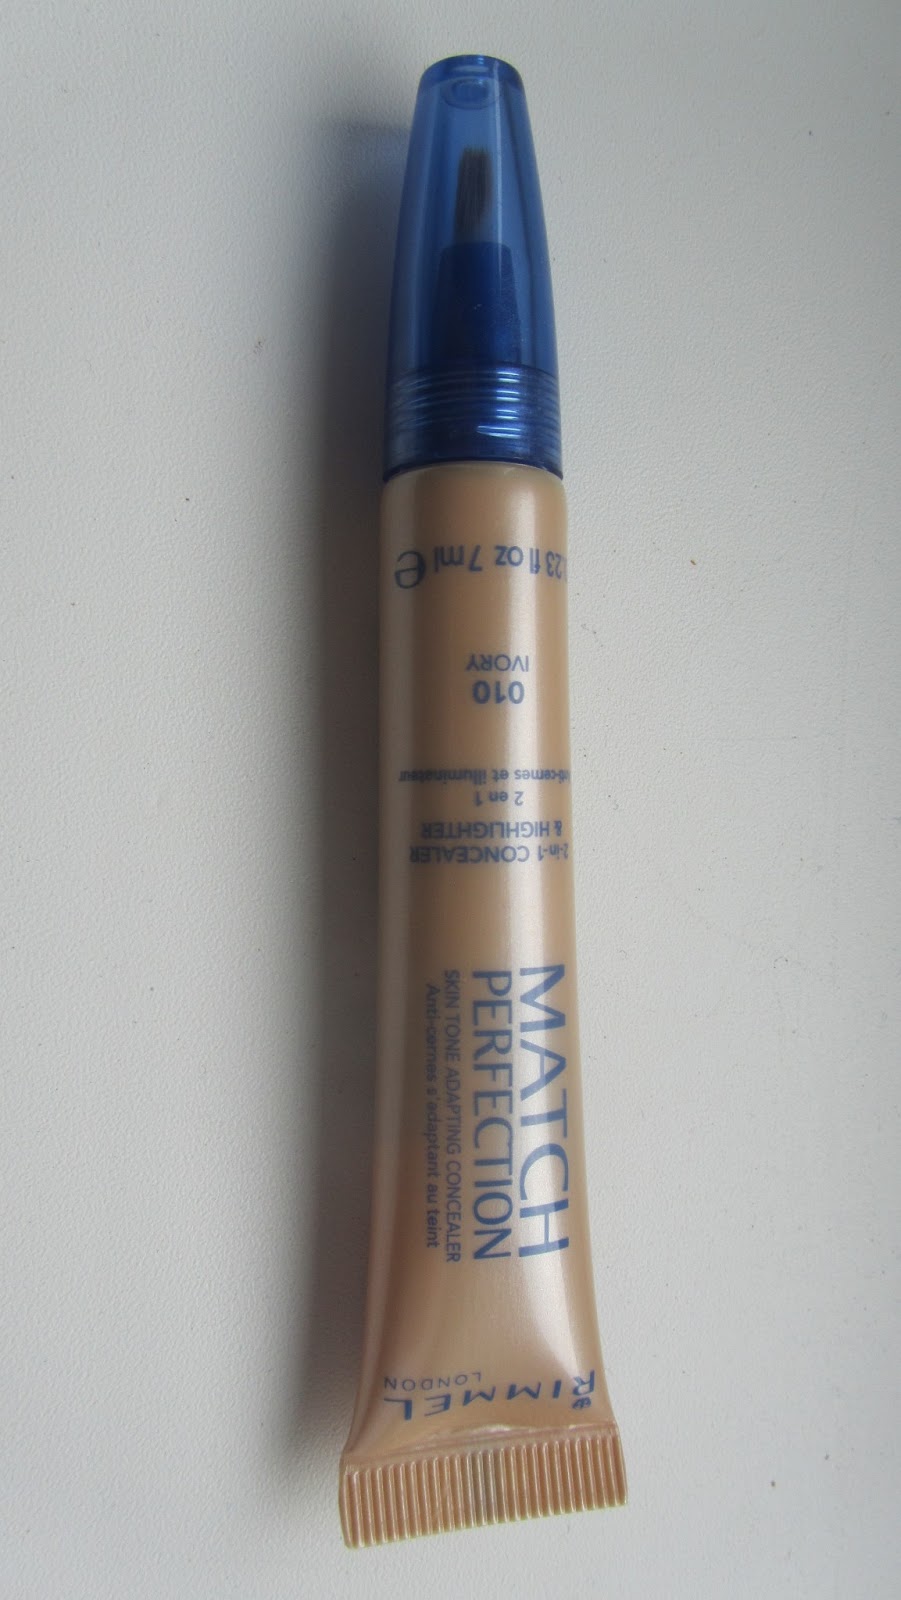 RIMMEL
LONDON
MATCH
PERFECTION
SKIN TONE ADAPTING CONCEALER
Anti-cernes s'adaptant au teint
2-in-1 CONCEALER
& HIGHLIGHTER
2 en 1
Anti-cernes et illuminateur
010
IVORY
.23 fl oz 7 ml e